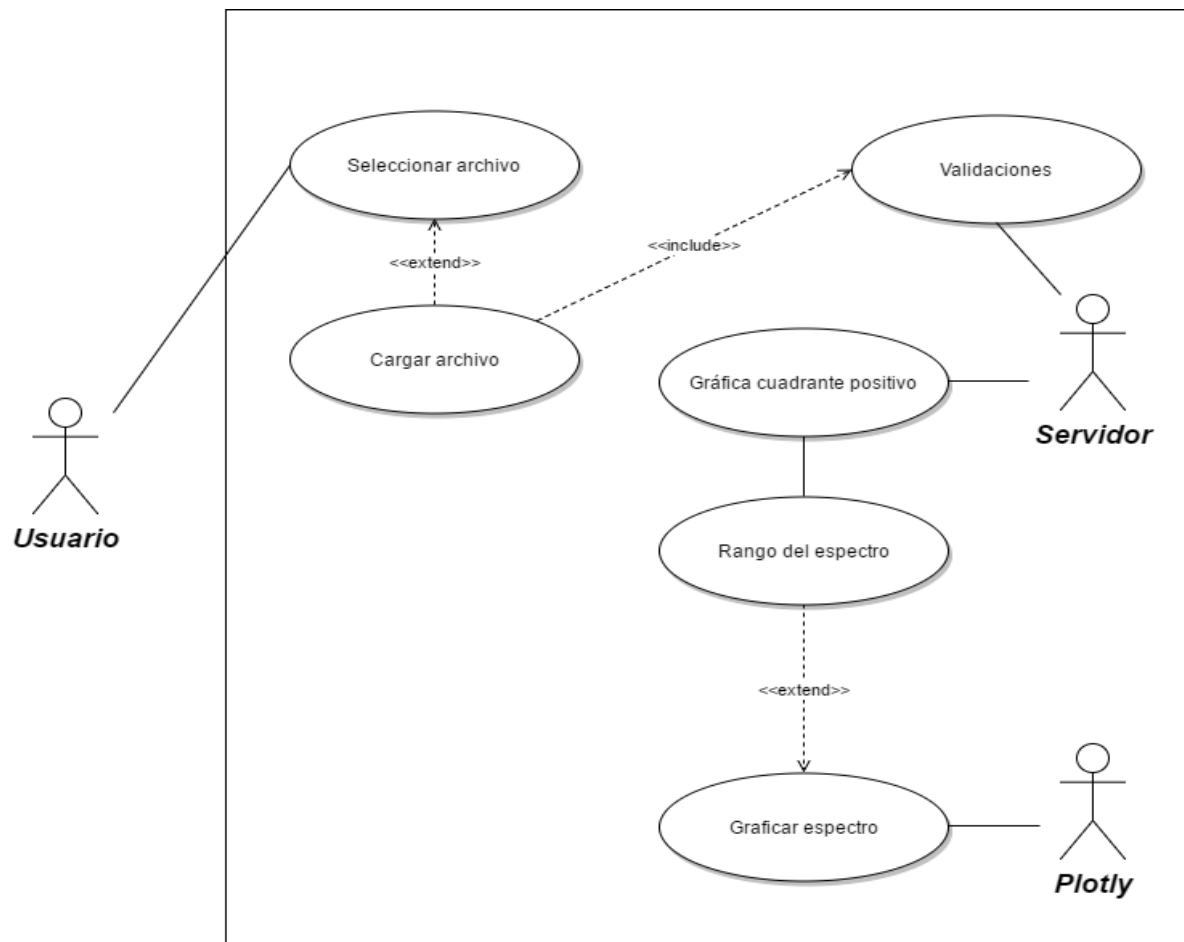 Seleccionar archivo
Validaciones
<<include>>
<<extend>>
Cargar archivo
Gráfica cuadrante positivo
Servidor
Usuario
Rango del espectro
<<extend>>
Graficar espectro
Plotly